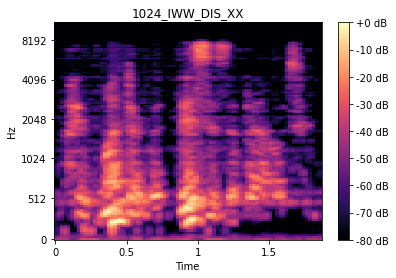 1024_IWW_DIS_XX
8192
4096
2048
1024
512
0
Hz
0
0.5
1
1.5
Time
+0 dB
-10 dB
-20 dB
-30 dB
-40 dB
-50 dB
-60 dB
-70 dB
-80 dB